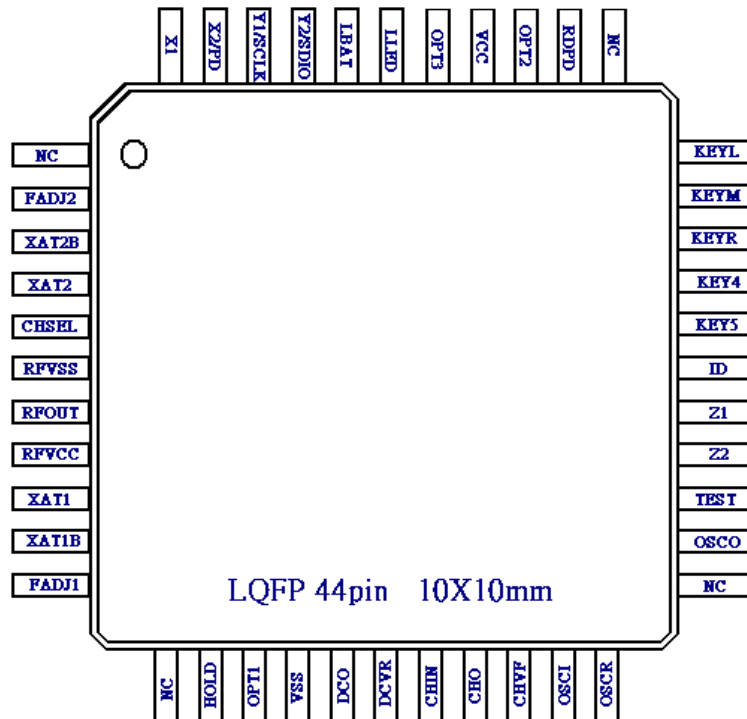 X1
X2/PD
Y1/SCLK
Y2/SDIO
LBAT
LLED
OPT3
VCC
OPT2
RDPD
NC
NC
FADJ2
XAT2B
XAT2
CHSEL
RFVSS
RFOUT
RFVCC
XAT1
XAT1B
FADJ1
KEYL
KEYM
KEYR
KEY4
KEY5
ID
Z1
Z2
TEST
OSCO
NC
LQFP 44pin 10X10mm
NC
HOLD
OPT1
VSS
DCO
DCVR
CHIN
CHO
CHVF
OSCI
OSCR